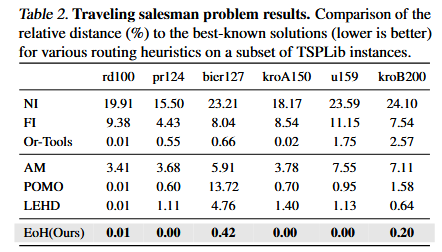 Table 2. Traveling salesman problem results. Comparison of the
relative distance (%) to the best-known solutions (lower is better)
for various routing heuristics on a subset of TSPLib instances.
rd100 pr124 bier127 kroA150 u159 kroB200
NI 19.91 15.50 23.21 18.17 23.59 24.10
FI 9.38 4.43 8.04 8.54 11.15 7.54
Or-Tools 0.01 0.55 0.66 0.02 1.75 2.57
AM 3.41 3.68 5.91 3.78 7.55 7.11
POMO 0.01 0.60 13.72 0.70 0.95 1.58
LEHD 0.01 1.11 4.76 1.40 1.13 0.64
EoH(Ours) 0.01 0.00 0.42 0.00 0.00 0.20